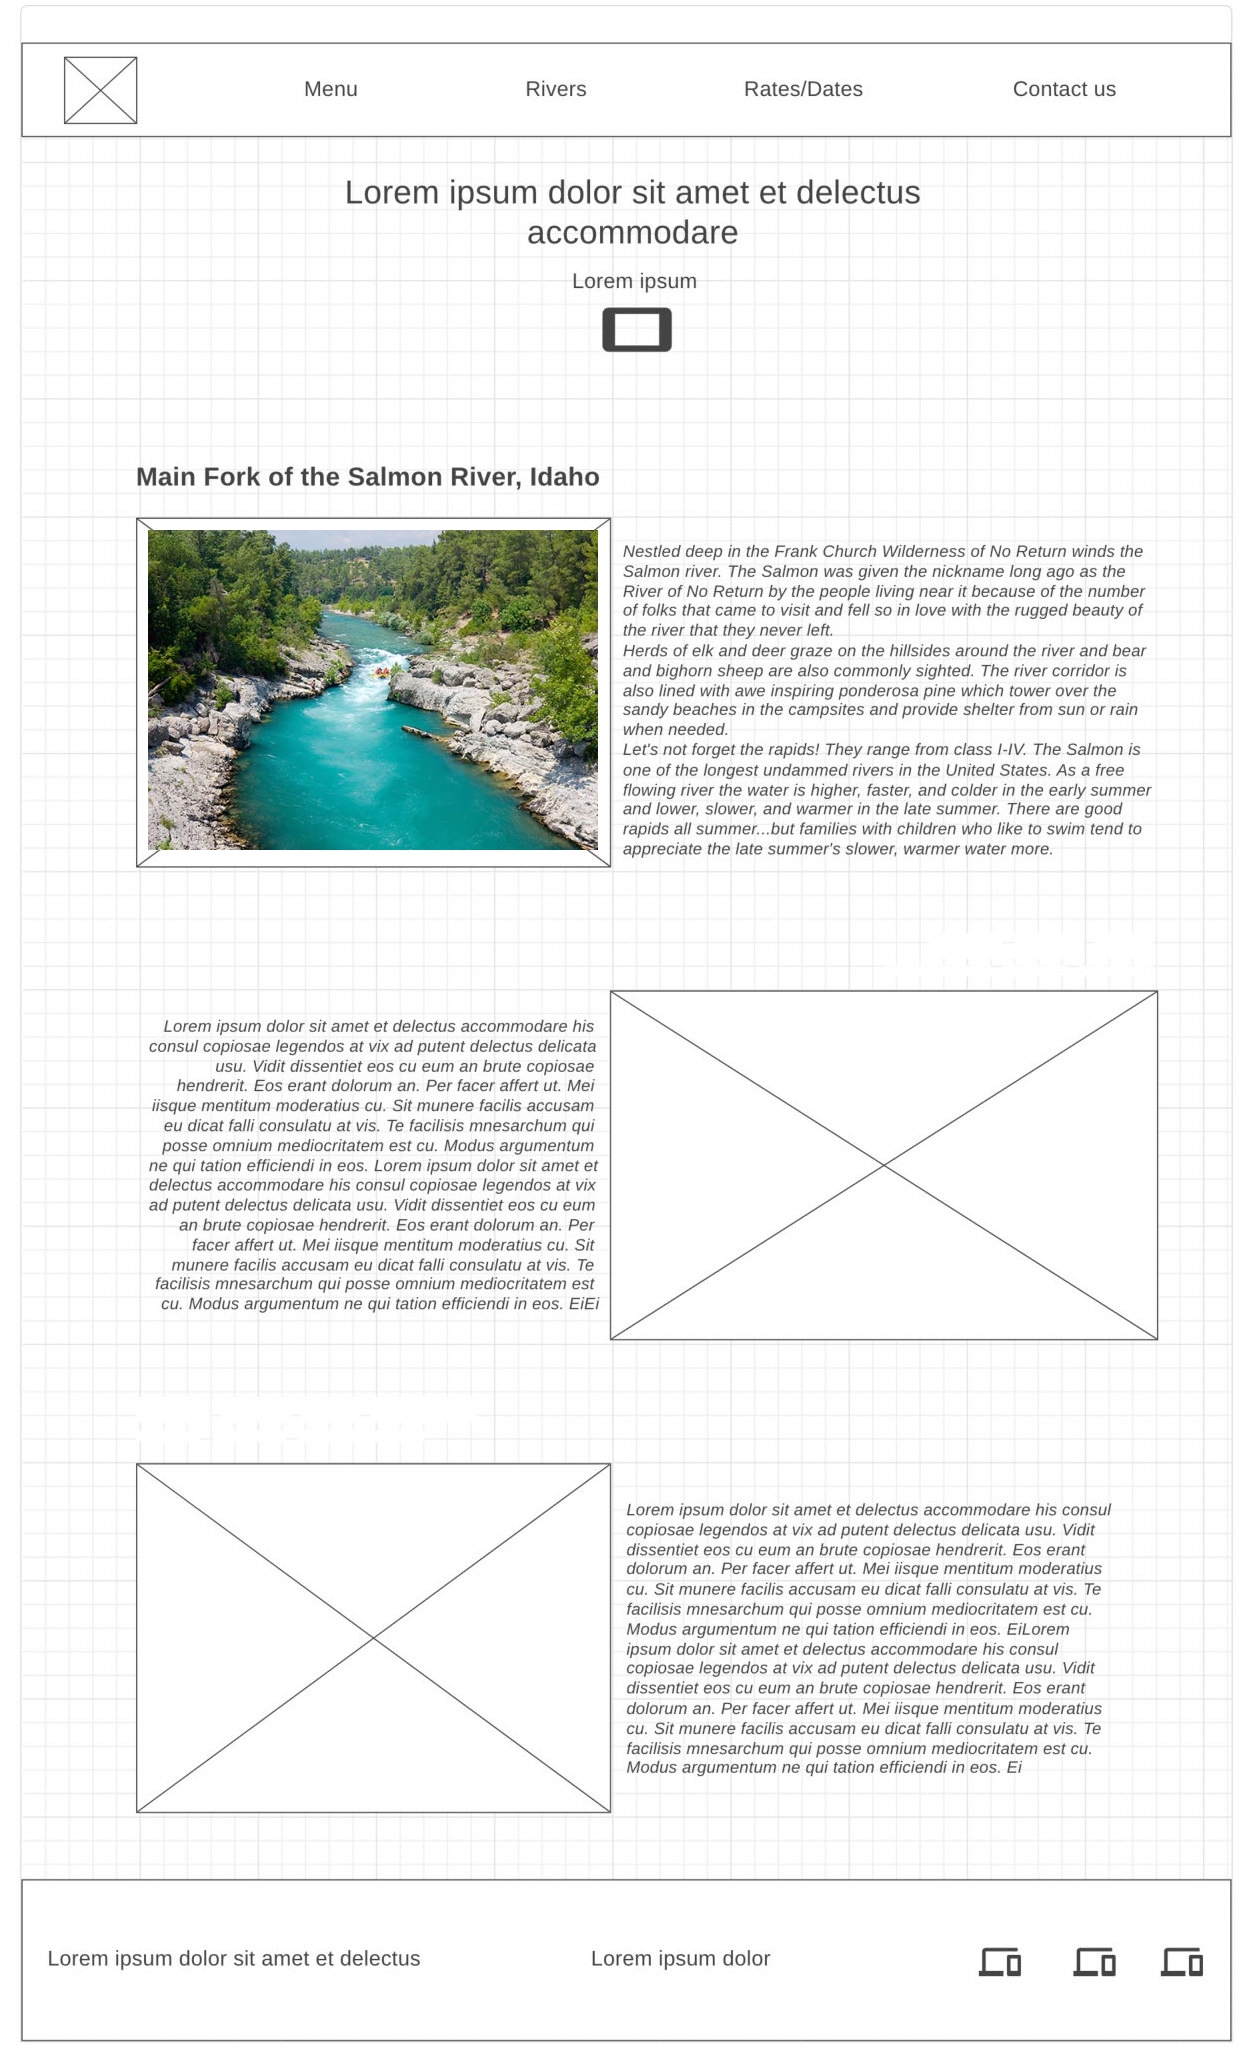 Menu Rivers Rates/Dates Contact us
Lorem ipsum dolor sit amet et delectus
accommodare
Lorem ipsum
Main Fork of the Salmon River, Idaho
Nestled deep in the Frank Church Wilderness of No Return winds the
Salmon river. The Salmon was given the nickname long ago as the
River of No Return by the people living near it because of the number
of folks that came to visit and fell so in love with the rugged beauty of
the river that they never left.
Herds of elk and deer graze on the hillsides around the river and bear
and bighorn sheep are also commonly sighted. The river corridor is
also lined with awe inspiring ponderosa pine which tower over the
sandy beaches in the campsites and provide shelter from sun or rain
when needed.
Let's not forget the rapids! They range from class I-IV. The Salmon is
one of the longest undammed rivers in the United States. As a free
flowing river the water is higher, faster, and colder in the early summer
and lower, slower, and warmer in the late summer. There are good
rapids all summer...but families with children who like to swim tend to
appreciate the late summer's slower, warmer water more.
Lorem ipsum dolor sit amet et delectus accommodare his
consul copiosae legendos at vix ad putent delectus delicata
usu. Vidit dissentiet eos cu eum an brute copiosae
hendrerit. Eos erant dolorum an. Per facer affert ut. Mei
iisque mentitum moderatius cu. Sit munere facilis accusam
eu dicat falli consulatu at vis. Te facilisis mnesarchum qui
posse omnium mediocritatem est cu. Modus argumentum
ne qui tation efficiendi in eos. Lorem ipsum dolor sit amet et
delectus accommodare his consul copiosae legendos at vix
ad putent delectus delicata usu. Vidit dissentiet eos cu eum
an brute copiosae hendrerit. Eos erant dolorum an. Per
facer affert ut. Mei iisque mentitum moderatius cu. Sit
munere facilis accusam eu dicat falli consulatu at vis. Te
facilisis mnesarchum qui posse omnium mediocritatem est
cu. Modus argumentum ne qui tation efficiendi in eos. EiEi
Lorem ipsum dolor sit amet et delectus accommodare his consul
copiosae legendos at vix ad putent delectus delicata usu. Vidit
dissentiet eos cu eum an brute copiosae hendrerit. Eos erant
dolorum an. Per facer affert ut. Mei iisque mentitum moderatius
cu. Sit munere facilis accusam eu dicat falli consulatu at vis. Te
facilisis mnesarchum qui posse omnium mediocritatem est cu.
Modus argumentum ne qui tation efficiendi in eos. EiLorem
ipsum dolor sit amet et delectus accommodare his consul
copiosae legendos at vix ad putent delectus delicata usu. Vidit
dissentiet eos cu eum an brute copiosae hendrerit. Eos erant
dolorum an. Per facer affert ut. Mei iisque mentitum moderatius
cu. Sit munere facilis accusam eu dicat falli consulatu at vis. Te
facilisis mnesarchum qui posse omnium mediocritatem est cu.
Modus argumentum ne qui tation efficiendi in eos. Ei
Lorem ipsum dolor sit amet et delectus Lorem ipsum dolor